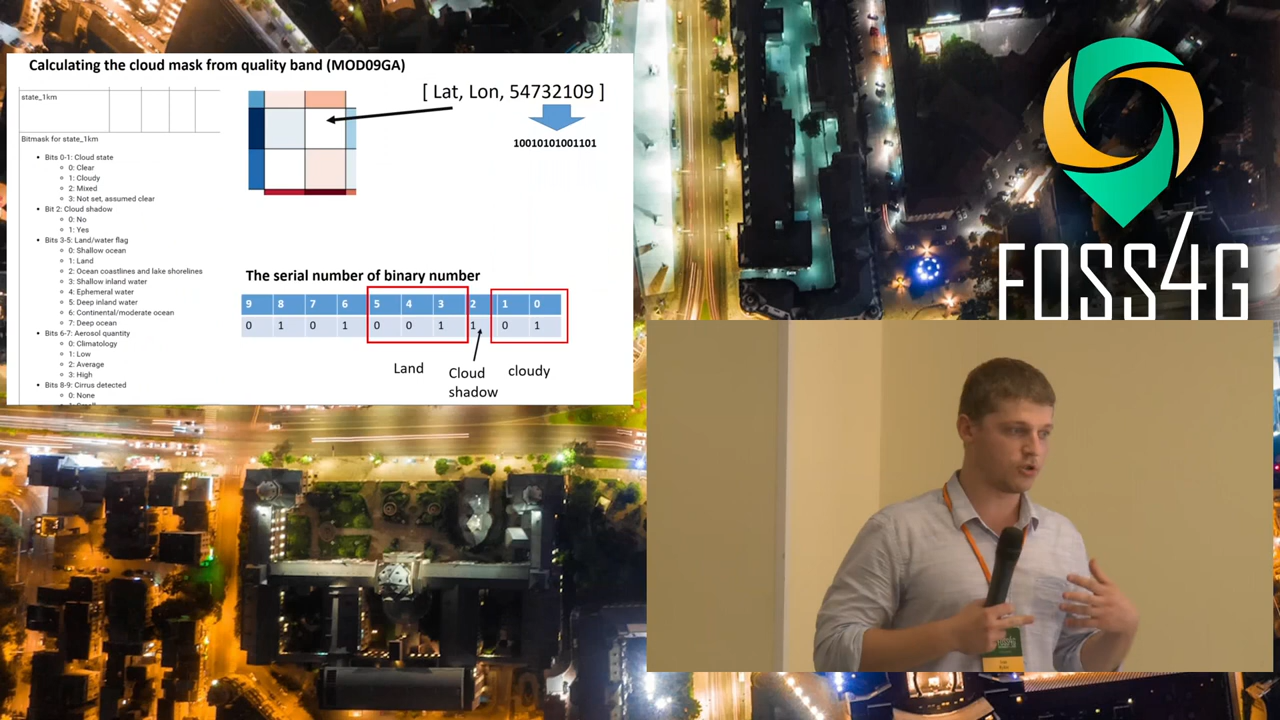 Calculating the cloud mask from quality band (MOD09GA)
state_1km
Bitmask for state_1km
Bits 0-1: Cloud state
0: Clear
1: Cloudy
2: Mixed
3: Not set, assumed clear
Bit 2: Cloud shadow
0: No
1: Yes
Bits 3-5: Land/water flag
0: Shallow ocean
1: Land
2: Ocean coastlines and lake shorelines
3: Shallow inland water
4: Ephemeral water
5: Deep inland water
6: Continental/moderate ocean
7: Deep ocean
Bits 6-7: Aerosol quantity
0: Climatology
1: Low
2: Average
3: High
Bits 8-9: Cirrus detected
0: None
[ Lat, Lon, 54732109 ]
10010101001101
The serial number of binary number
9 8 7 6 5 4 3 2 1 0
0 1 0 1 0 0 1 1 0 1
Land
Cloud
shadow
cloudy
FOSS4G
FOSS4G